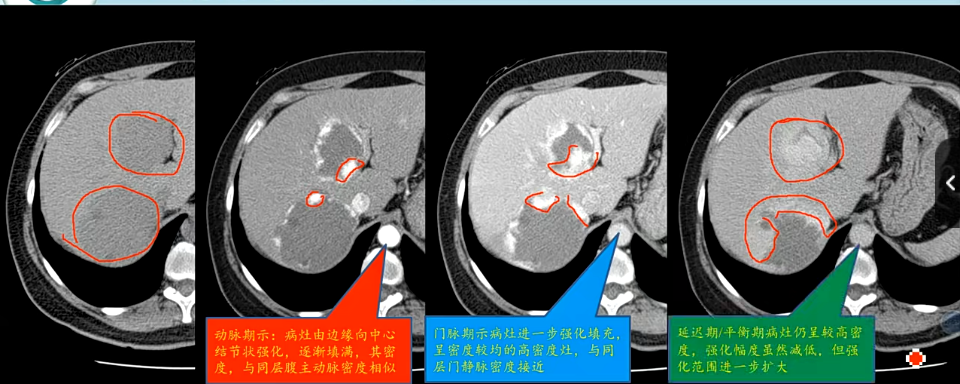 动脉期示：病灶由边缘向中心
结节状强化，逐渐填满，其密
度，与同层腹主动脉密度相似
门脉期示病灶进一步强化填充，
呈密度较均的高密度灶，与同
层门静脉密度接近
延迟期/平衡期病灶仍呈较高密
度，强化幅度虽然减低，但强
化范围进一步扩大